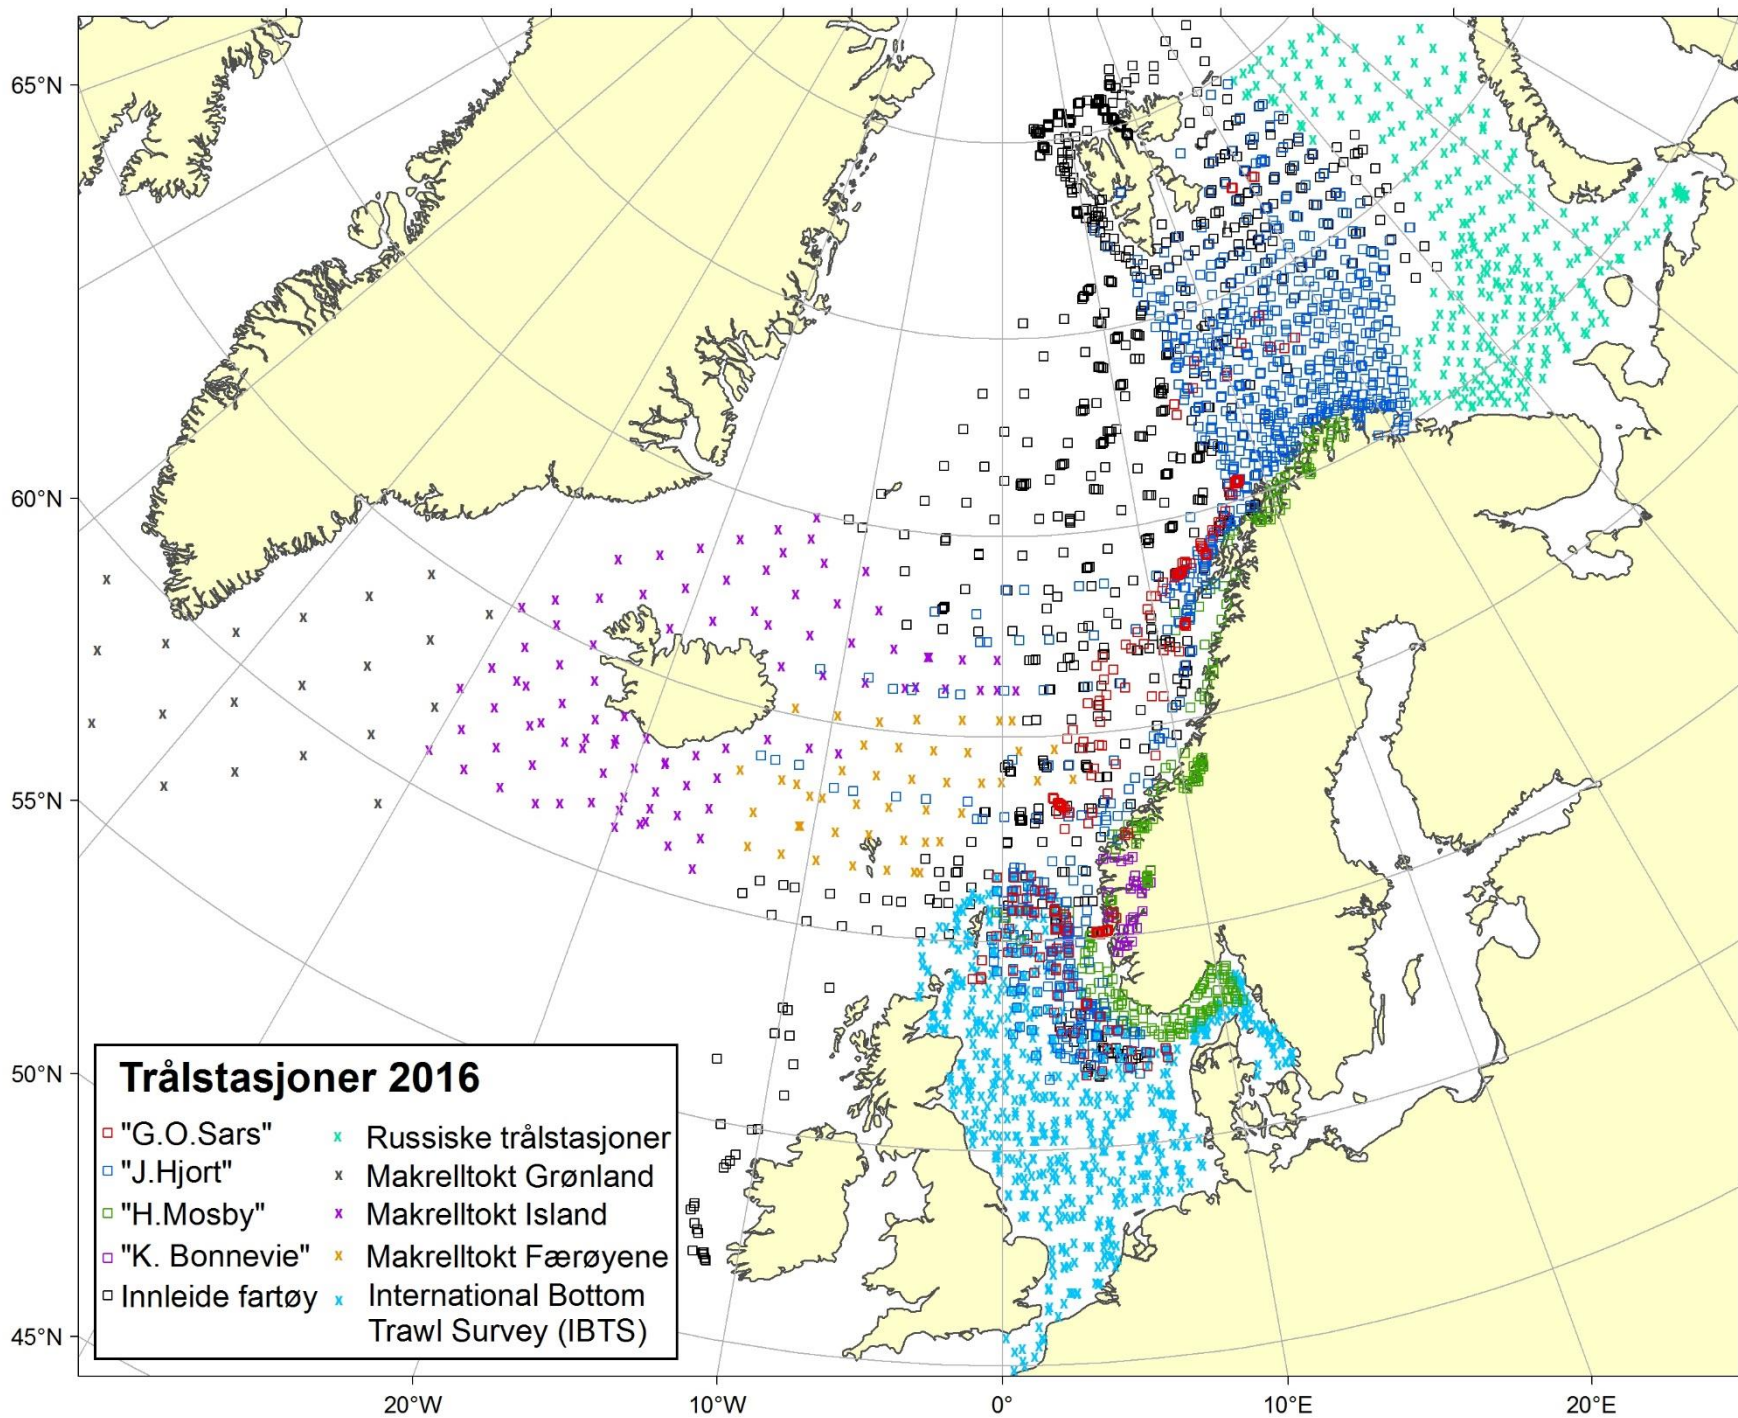 65°N
60°N
55°N
50°N
45°N
Trålstasjoner 2016
"G.O.Sars"
"J.Hjort"
"H.Mosby"
"K. Bonnevie"
Innleide fartøy
Russiske trålstasjoner
Makrelltokt Grønland
Makrelltokt Island
Makrelltokt Færøyene
International Bottom
Trawl Survey (IBTS)
20°W
10°W
0°
10°E
20°E